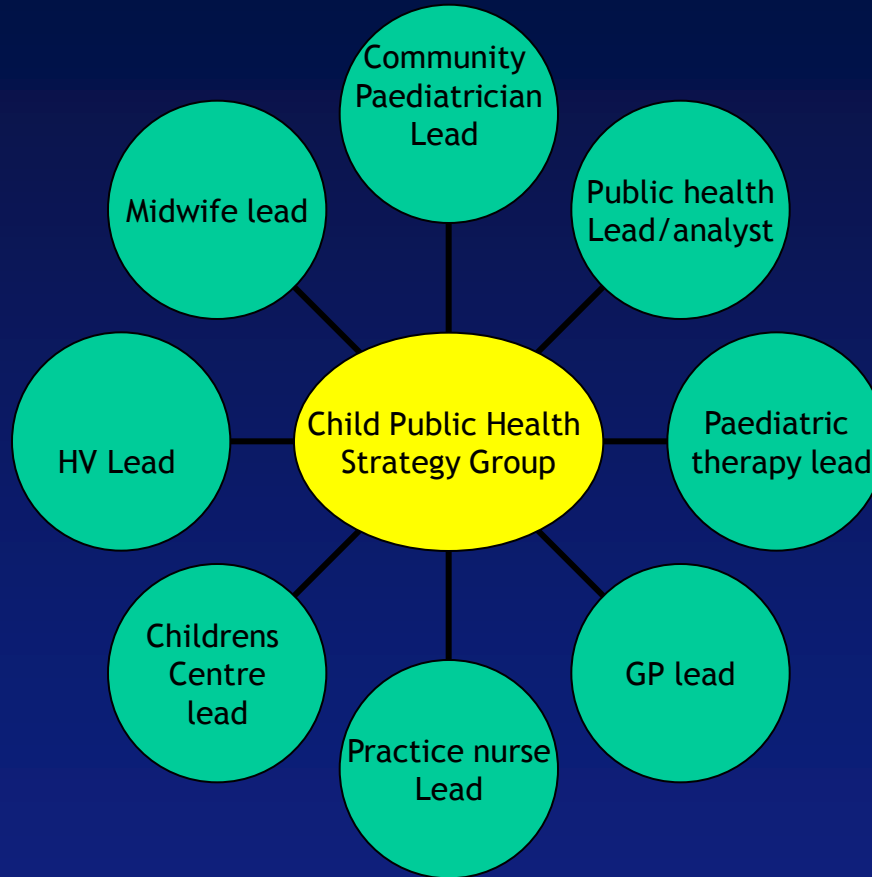 Community
Paediatrician
Lead
Public health
Lead/analyst
Paediatric
therapy lead
GP lead
Practice nurse
Lead
Childrens
Centre
lead
HV Lead
Midwife lead
Child Public Health
Strategy Group